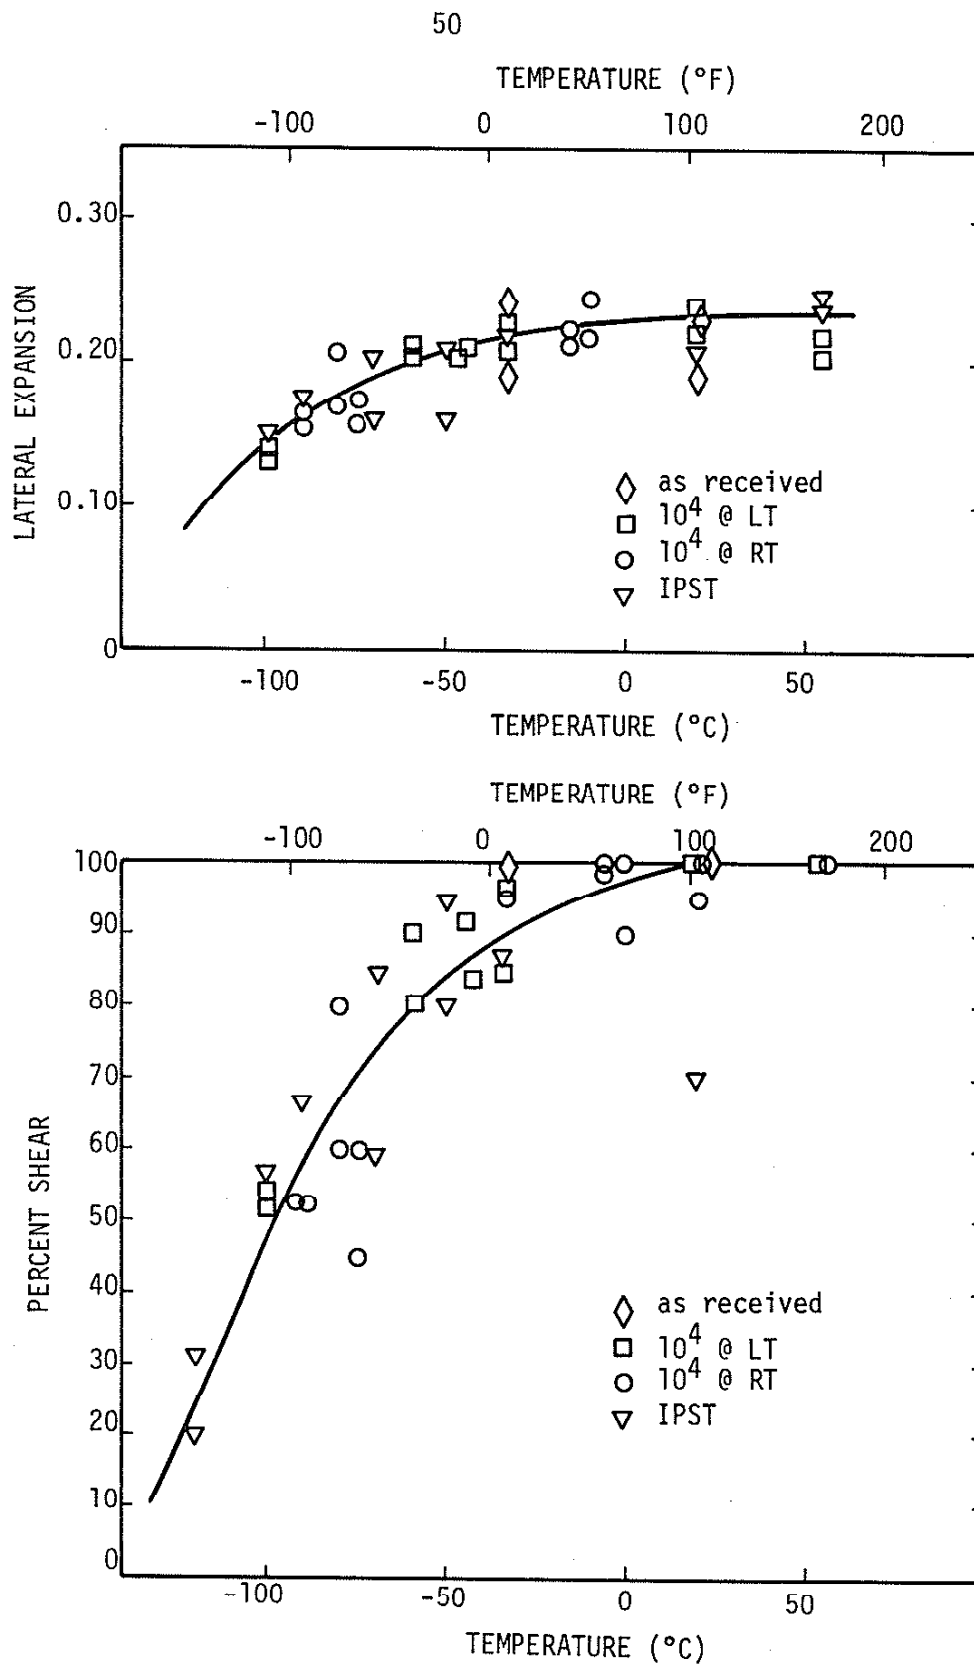 50
TEMPERATURE (°F)
-100 0 100 200
0.30
0.20
0.10
0
LATERAL EXPANSION
as received
10⁴ @ LT
10⁴ @ RT
IPST
-100 -50 0 50
TEMPERATURE (°C)
TEMPERATURE (°F)
-100 0 100 200
100
90
80
70
60
50
40
30
20
10
0
PERCENT SHEAR
as received
10⁴ @ LT
10⁴ @ RT
IPST
-100 -50 0 50
TEMPERATURE (°C)